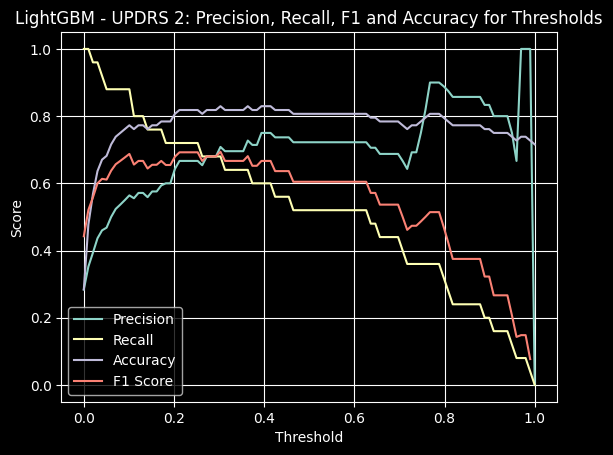 LightGBM - UPDRS 2: Precision, Recall, F1 and Accuracy for Thresholds
1.0
0.8
0.6
0.4
0.2
0.0
Score
Precision
Recall
Accuracy
F1 Score
0.0 0.2 0.4 0.6 0.8 1.0
Threshold